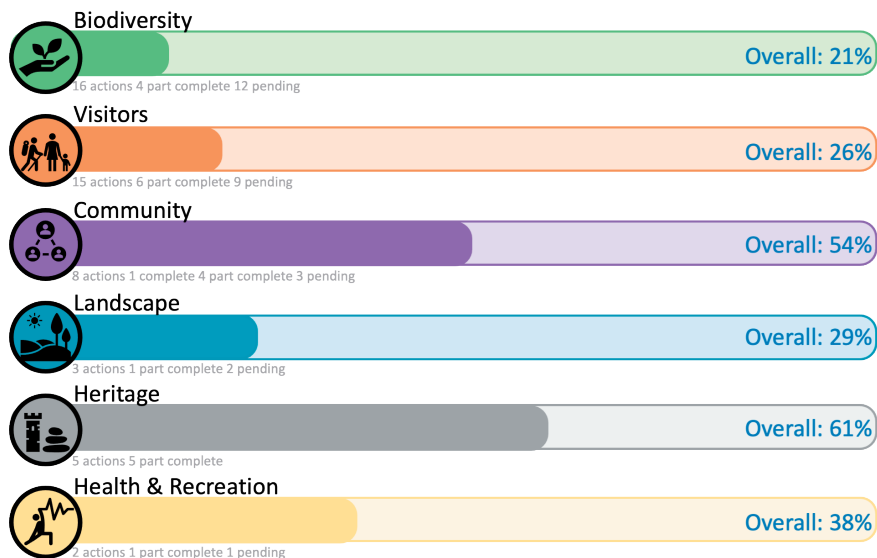 Biodiversity
Overall: 21%
16 actions 4 part complete 12 pending
Visitors
Overall: 26%
15 actions 6 part complete 9 pending
Community
Overall: 54%
8 actions 1 complete 4 part complete 3 pending
Landscape
Overall: 29%
3 actions 1 part complete 2 pending
Heritage
Overall: 61%
5 actions 5 part complete
Health & Recreation
Overall: 38%
2 actions 1 part complete 1 pending